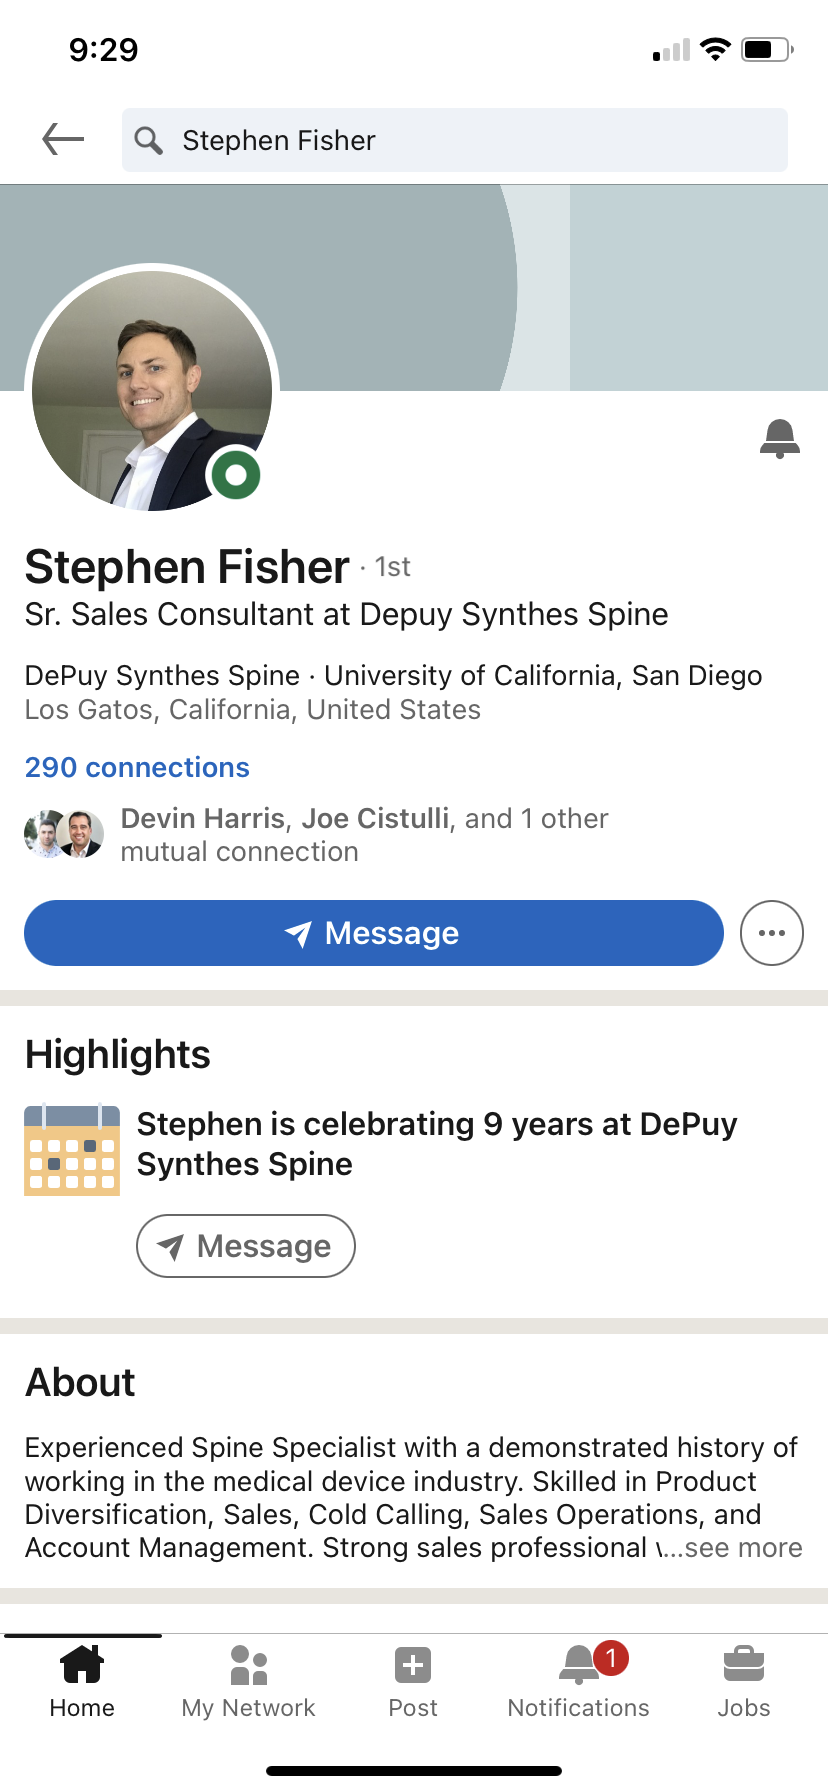 9:29
Stephen Fisher
Stephen Fisher · 1st
Sr. Sales Consultant at Depuy Synthes Spine
DePuy Synthes Spine · University of California, San Diego
Los Gatos, California, United States
290 connections
Devin Harris, Joe Cistulli, and 1 other
mutual connection
Message
Highlights
Stephen is celebrating 9 years at DePuy
Synthes Spine
Message
About
Experienced Spine Specialist with a demonstrated history of
working in the medical device industry. Skilled in Product
Diversification, Sales, Cold Calling, Sales Operations, and
Account Management. Strong sales professional ...see more
1
Home My Network Post Notifications Jobs